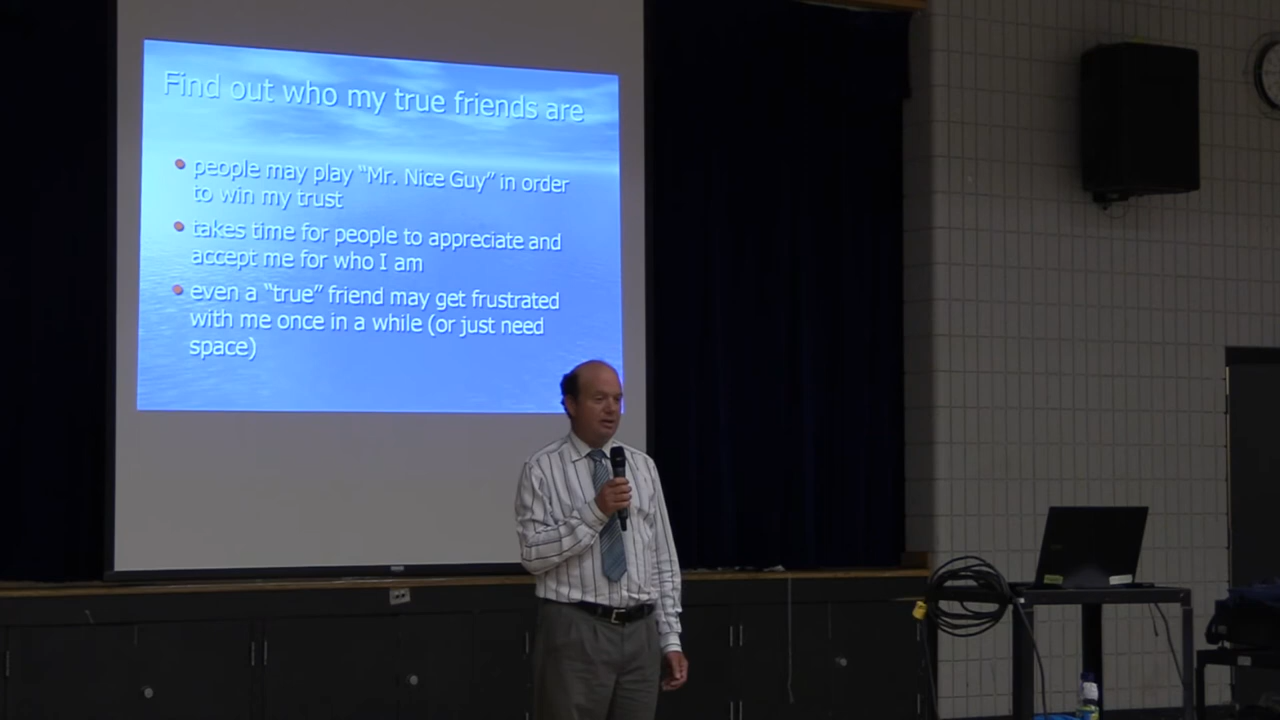 Find out who my true friends are
people may play “Mr. Nice Guy” in order
to win my trust
takes time for people to appreciate and
accept me for who I am
even a “true” friend may get frustrated
with me once in a while (or just need
space)